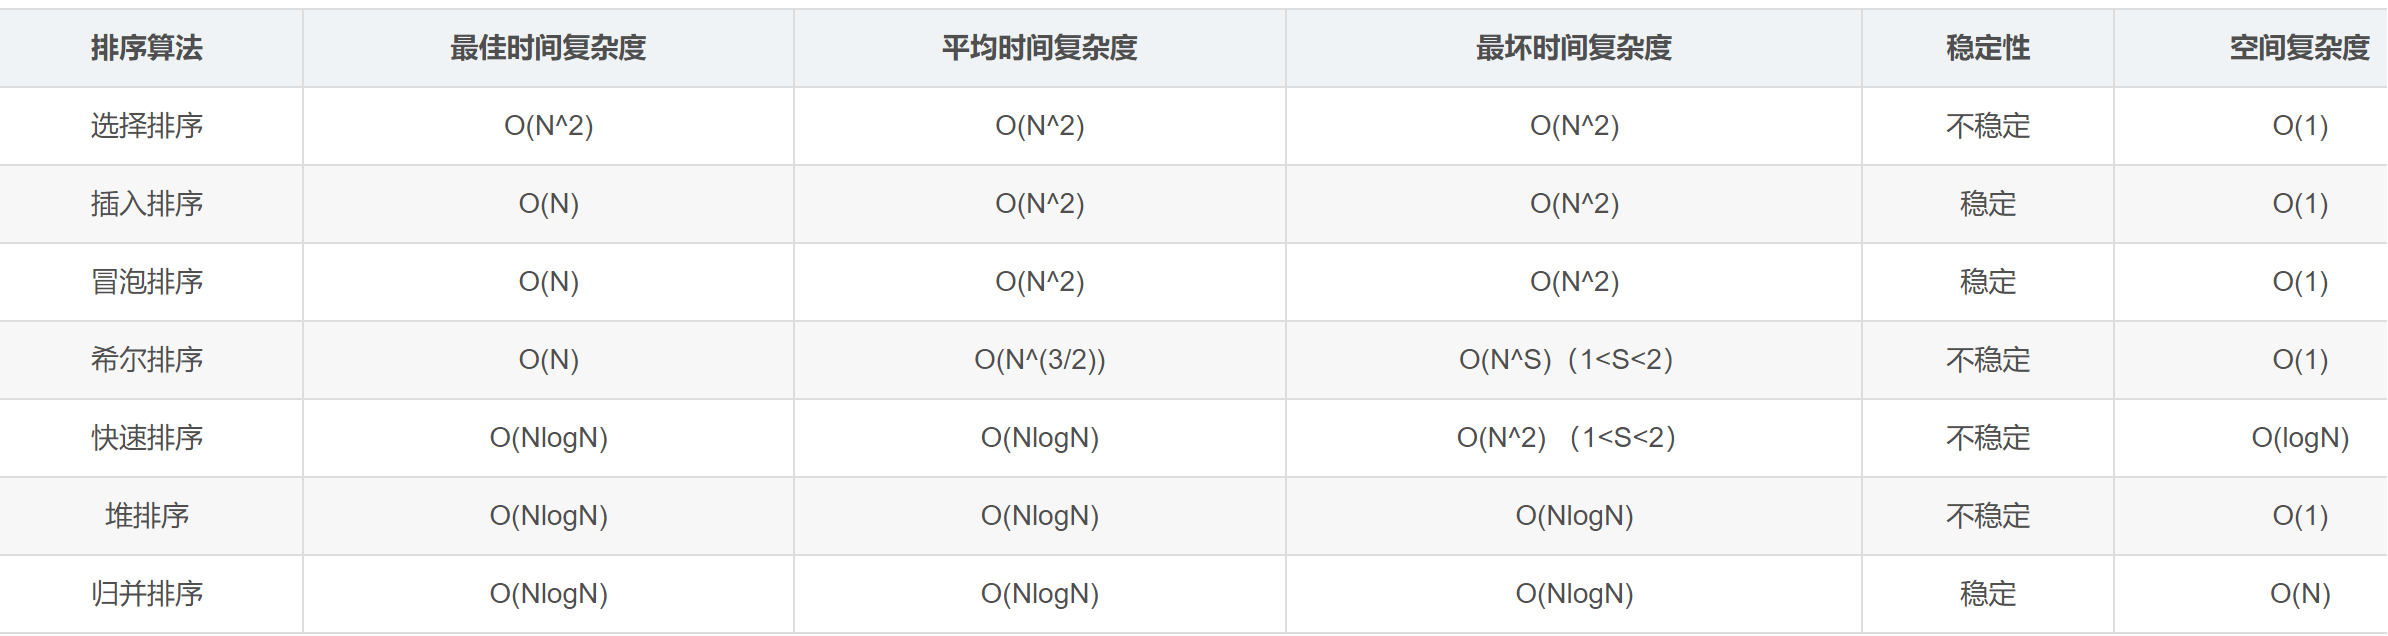 排序算法 最佳时间复杂度 平均时间复杂度 最坏时间复杂度 稳定性 空间复杂度
选择排序 O(N^2) O(N^2) O(N^2) 不稳定 O(1)
插入排序 O(N) O(N^2) O(N^2) 稳定 O(1)
冒泡排序 O(N) O(N^2) O(N^2) 稳定 O(1)
希尔排序 O(N) O(N^(3/2)) O(N^S)（1<S<2） 不稳定 O(1)
快速排序 O(NlogN) O(NlogN) O(N^2) （1<S<2） 不稳定 O(logN)
堆排序 O(NlogN) O(NlogN) O(NlogN) 不稳定 O(1)
归并排序 O(NlogN) O(NlogN) O(NlogN) 稳定 O(N)